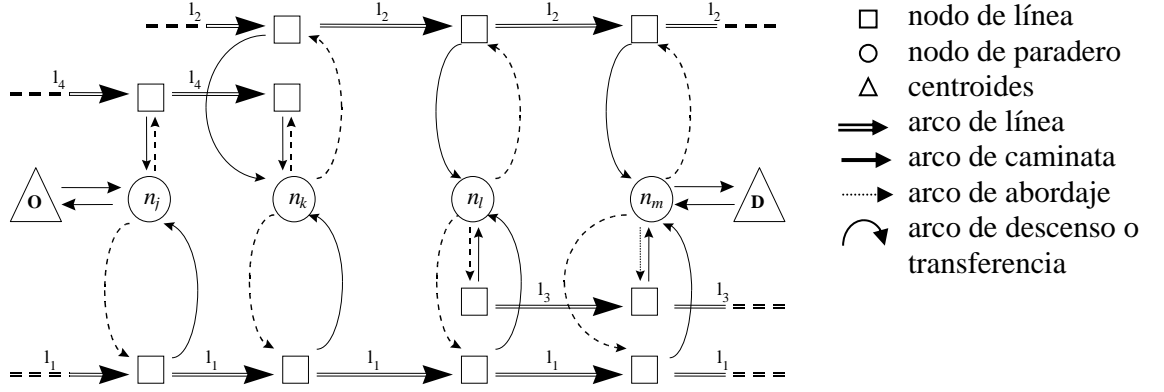 l₂ l₂ l₂ l₂
l₄ l₄
O nⱼ nₖ nₗ nₘ D
l₃ l₃
l₁ l₁ l₁ l₁ l₁
nodo de línea
nodo de paradero
centroides
arco de línea
arco de caminata
arco de abordaje
arco de descenso o
transferencia